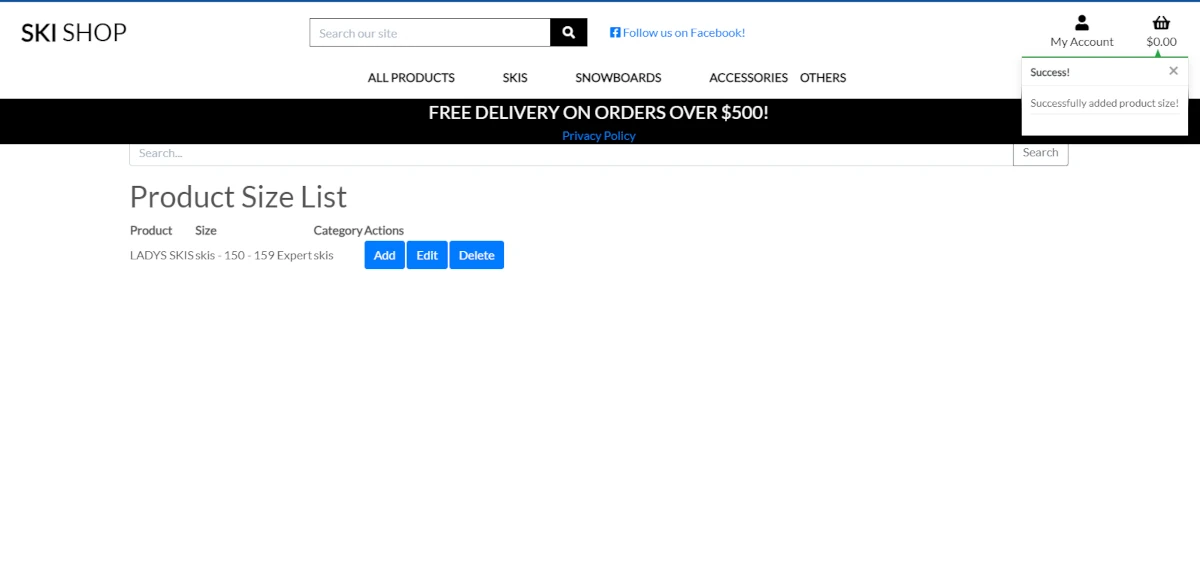 SKI SHOP
Search our site
Follow us on Facebook!
My Account
$0.00
ALL PRODUCTS SKIS SNOWBOARDS ACCESSORIES OTHERS
Success!
Successfully added product size!
FREE DELIVERY ON ORDERS OVER $500!
Privacy Policy
Search...
Search
Product Size List
Product Size Category Actions
LADYS SKIS skis - 150 - 159 Expert skis Add Edit Delete